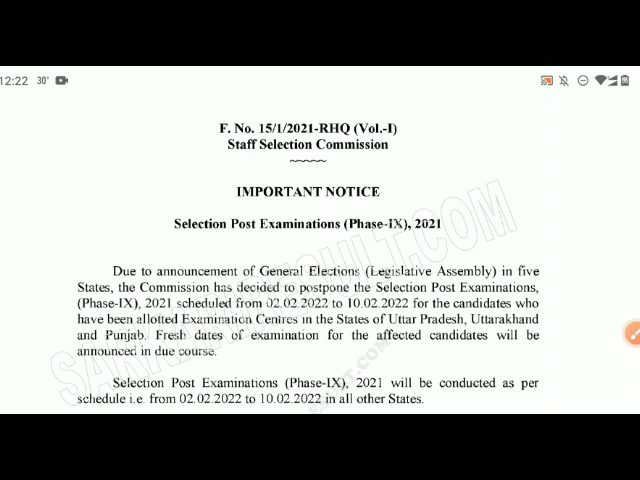 12:22 30°
F. No. 15/1/2021-RHQ (Vol.-I)
Staff Selection Commission
~~~~~
IMPORTANT NOTICE
Selection Post Examinations (Phase-IX), 2021
Due to announcement of General Elections (Legislative Assembly) in five
States, the Commission has decided to postpone the Selection Post Examinations,
(Phase-IX), 2021 scheduled from 02.02.2022 to 10.02.2022 for the candidates who
have been allotted Examination Centres in the States of Uttar Pradesh, Uttarakhand
and Punjab. Fresh dates of examination for the affected candidates will be
announced in due course.
Selection Post Examinations (Phase-IX), 2021 will be conducted as per
schedule i.e. from 02.02.2022 to 10.02.2022 in all other States.